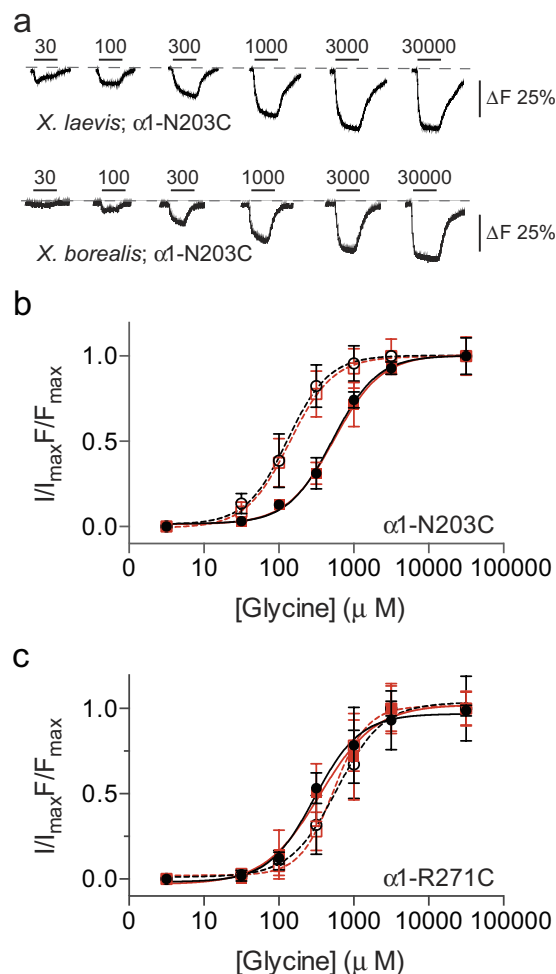 a
30 100 300 1000 3000 30000
ΔF 25%
X. laevis; α1-N203C
30 100 300 1000 3000 30000
ΔF 25%
X. borealis; α1-N203C
b
I/ImaxF/Fmax
1.0
0.5
0.0
α1-N203C
0 10 100 1000 10000 100000
[Glycine] (μ M)
c
I/ImaxF/Fmax
1.0
0.5
0.0
α1-R271C
0 10 100 1000 10000 100000
[Glycine] (μ M)